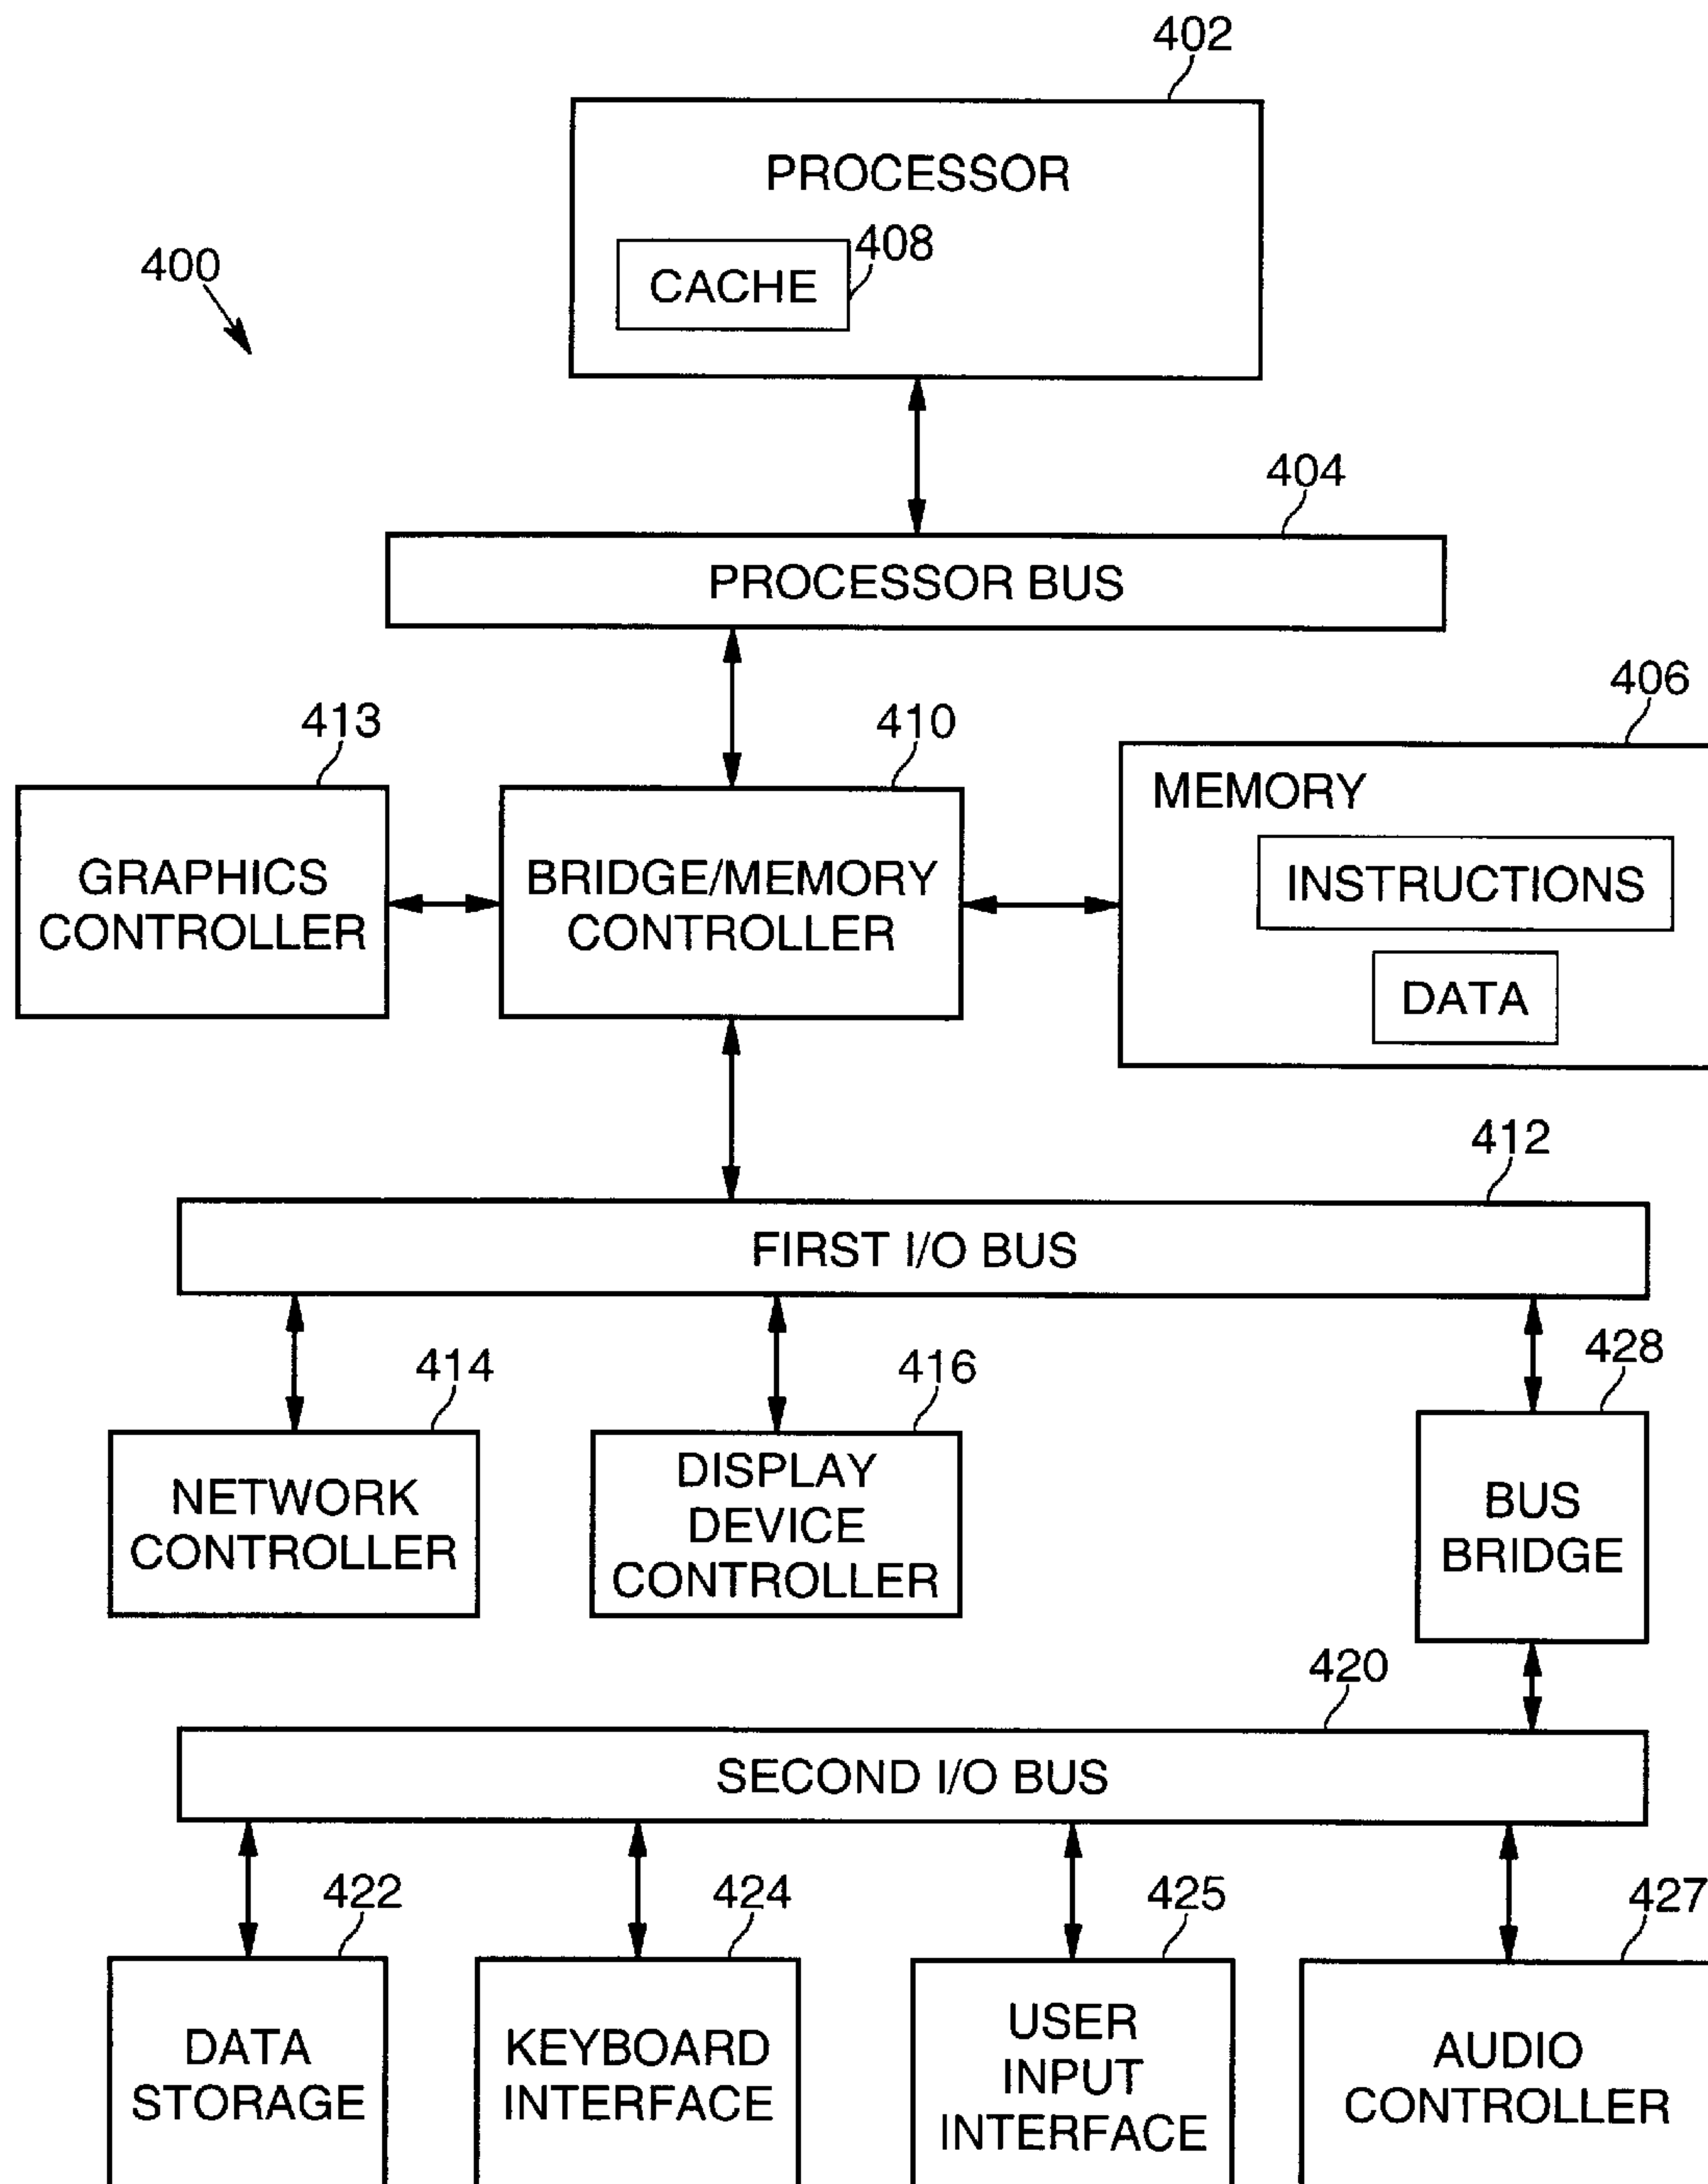 402
PROCESSOR
408
CACHE
400
404
PROCESSOR BUS
406
413
410
MEMORY
GRAPHICS
CONTROLLER
BRIDGE/MEMORY
CONTROLLER
INSTRUCTIONS
DATA
412
FIRST I/O BUS
414
416
428
NETWORK
CONTROLLER
DISPLAY
DEVICE
CONTROLLER
BUS
BRIDGE
420
SECOND I/O BUS
422
424
425
427
DATA
STORAGE
KEYBOARD
INTERFACE
USER
INPUT
INTERFACE
AUDIO
CONTROLLER